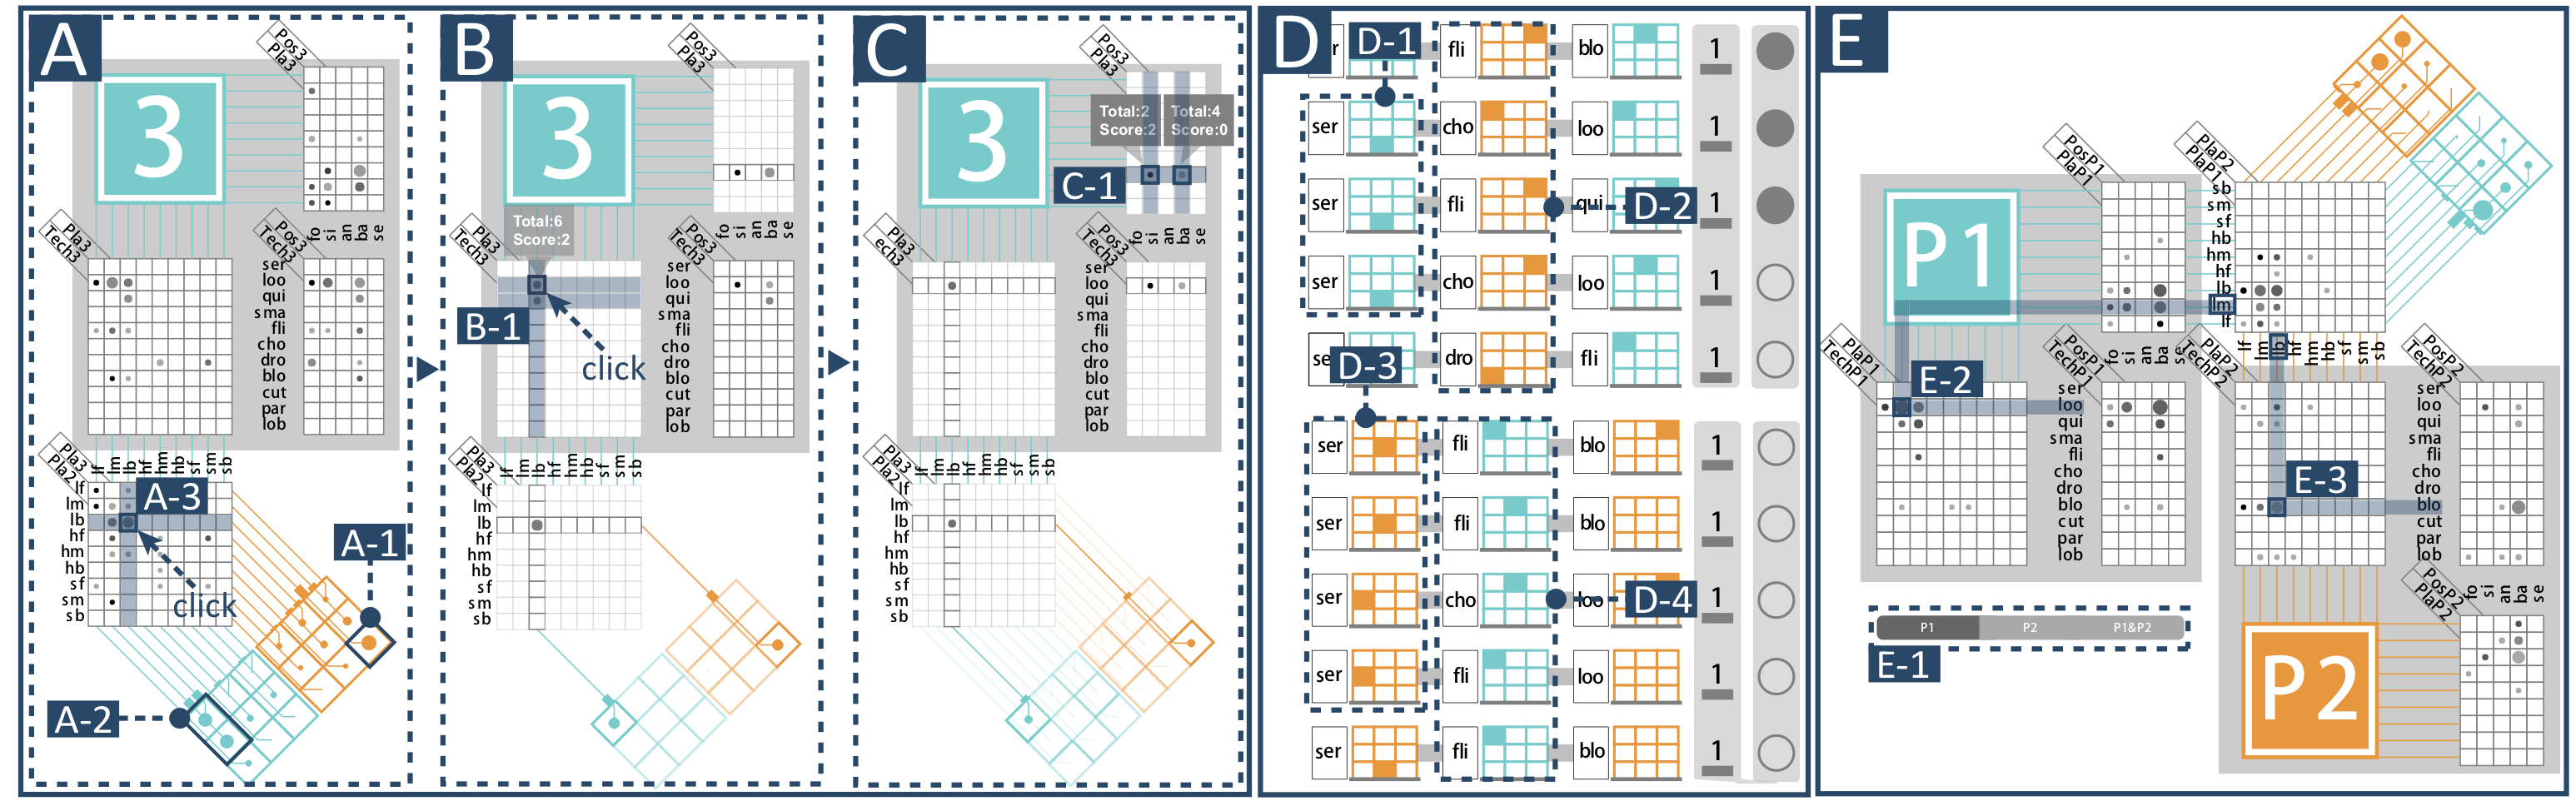 A
Pos3
Pla3
3
Pla3
Tech3
Pos3
Tech3
fo si an ba se
ser
loo
qui
sma
fli
cho
dro
blo
cut
par
lob
Pla3
Pla2
lf lm lb hf hm hb sf sm sb
lf
lm
lb
hf
hm
hb
sf
sm
sb
A-3
click
A-1
A-2
B
Pos3
Pla3
3
Total:6
Score:2
Pla3
Tech3
Pos3
Tech3
fo si an ba se
B-1
click
ser
loo
qui
sma
fli
cho
dro
blo
cut
par
lob
Pla3
Pla2
lf lm lb hf hm hb sf sm sb
lf
lm
lb
hf
hm
hb
sf
sm
sb
C
Pos3
Pla3
3
Total:2
Score:2
Total:4
Score:0
C-1
Pla3
ech3
Pos3
Tech3
fo si an ba se
ser
loo
qui
sma
fli
cho
dro
blo
cut
par
lob
Pla3
Pla2
lf lm lb hf hm hb sf sm sb
lf
lm
lb
hf
hm
hb
sf
sm
sb
D
r D-1 fli blo 1
ser cho loo 1
ser fli qui D-2 1
ser cho loo 1
se dro fli 1
D-3
ser fli blo 1
ser fli blo 1
ser cho loo D-4 1
ser fli loo 1
ser fli blo 1
E
PosP1
PlaP1
PlaP2
PlaP1
P1
sb
sm
sf
hb
hm
hf
lb
lm
lf
PlaP1
TechP1
PosP1
TechP1
fo si an ba se
PlaP2
TechP2
lf lm lb hf hm hb sf sm sb
PosP2
TechP2
E-2
ser
loo
qui
sma
fli
cho
dro
blo
cut
par
lob
E-3
ser
loo
qui
sma
fli
cho
dro
blo
cut
par
lob
PosP2
PlaP2
fo si an ba se
P1 P2 P1&P2
E-1
P2